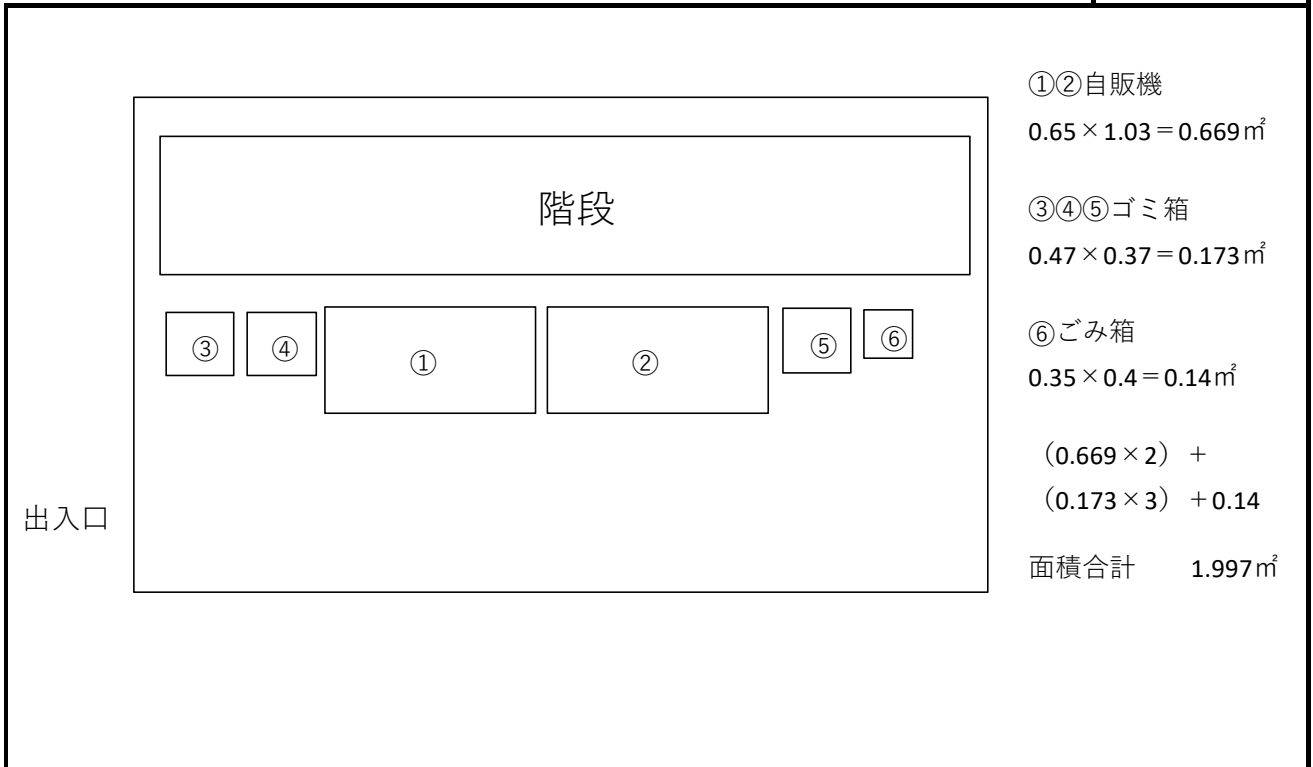 階段
③
④
①
②
⑤
⑥
出入口
①②自販機
0.65×1.03＝0.669㎡
③④⑤ゴミ箱
0.47×0.37＝0.173㎡
⑥ごみ箱
0.35×0.4＝0.14㎡
（0.669×2）＋
（0.173×3）＋0.14
面積合計　　1.997㎡